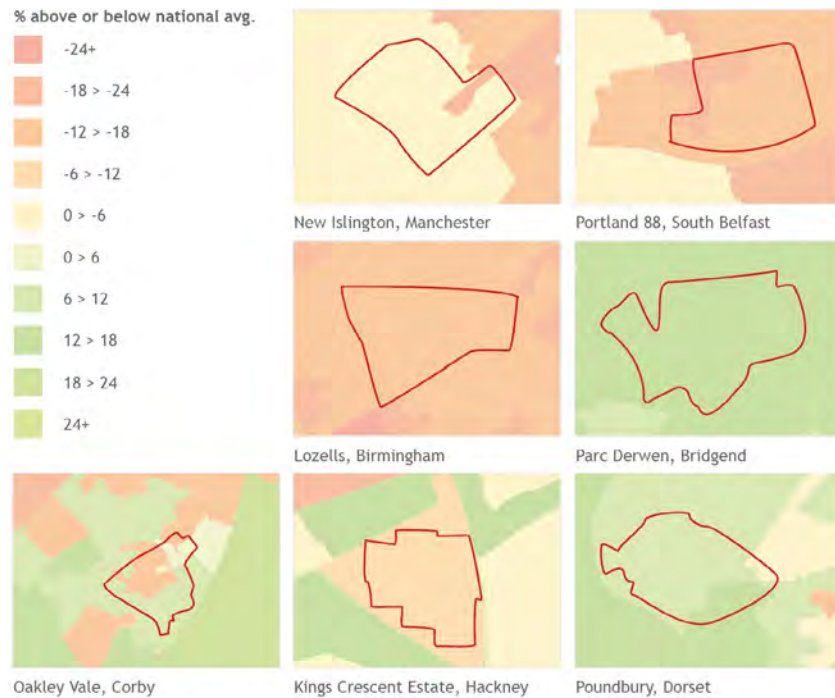 % above or below national avg.
-24+
-18 > -24
-12 > -18
-6 > -12
0 > -6
0 > 6
6 > 12
12 > 18
18 > 24
24+
New Islington, Manchester
Portland 88, South Belfast
Lozells, Birmingham
Parc Derwen, Bridgend
Oakley Vale, Corby
Kings Crescent Estate, Hackney
Poundbury, Dorset